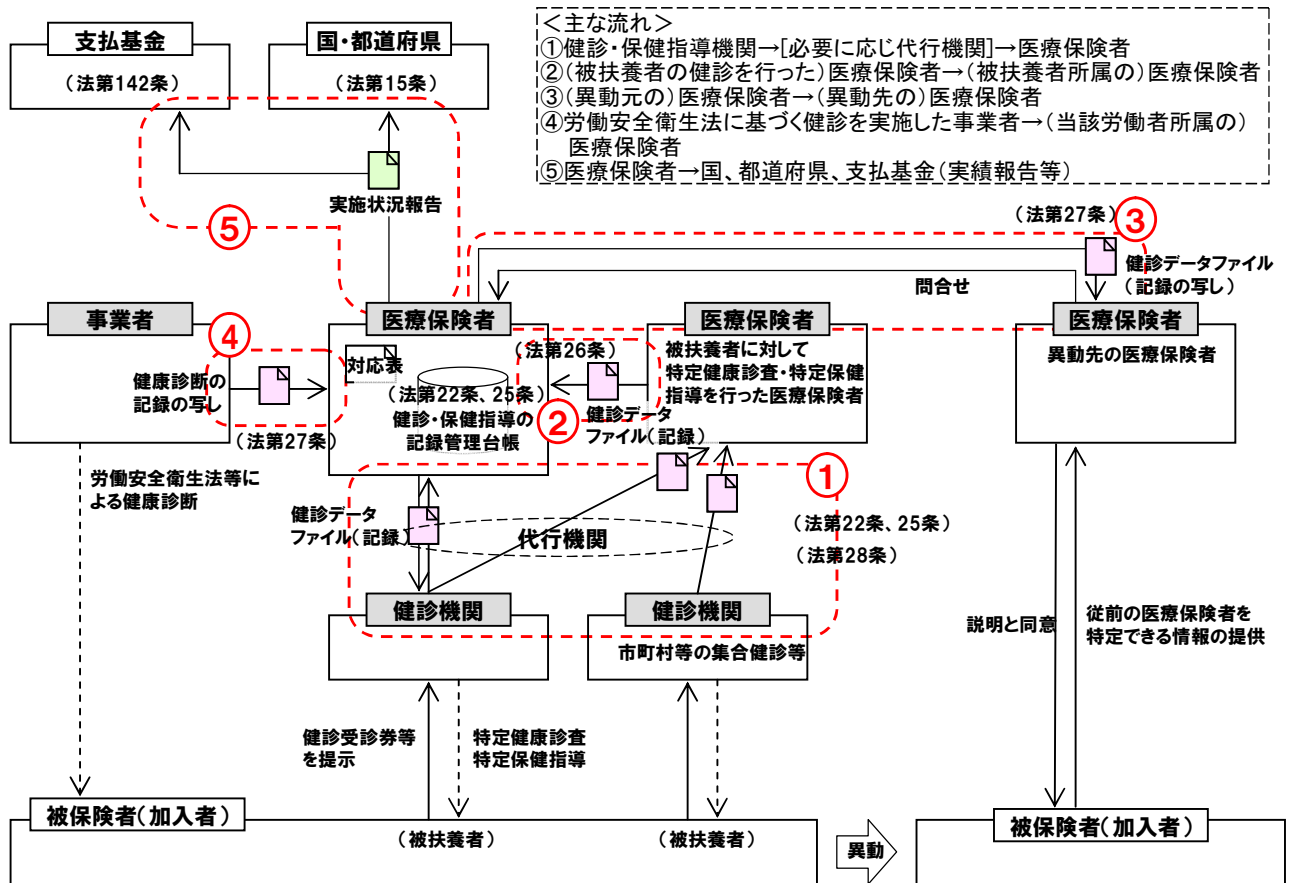 支払基金
(法第142条)
国・都道府県
(法第15条)
<主な流れ>
①健診・保健指導機関→[必要に応じ代行機関]→医療保険者
②(被扶養者の健診を行った)医療保険者→(被扶養者所属の)医療保険者
③(異動元の)医療保険者→(異動先の)医療保険者
④労働安全衛生法に基づく健診を実施した事業者→(当該労働者所属の)
医療保険者
⑤医療保険者→国、都道府県、支払基金(実績報告等)
実施状況報告
⑤
(法第27条)
③
健診データファイル
(記録の写し)
問合せ
事業者
④
健康診断の
記録の写し
(法第27条)
医療保険者
対応表
(法第22条、25条)
健診・保健指導の
記録管理台帳
(法第26条)
②
健診データ
ファイル(記録)
医療保険者
被扶養者に対して
特定健康診査・特定保健
指導を行った医療保険者
医療保険者
異動先の医療保険者
労働安全衛生法等に
よる健康診断
健診データ
ファイル(記録)
代行機関
①
(法第22条、25条)
(法第28条)
健診機関
健診機関
市町村等の集合健診等
説明と同意
従前の医療保険者を
特定できる情報の提供
健診受診券等
を提示
特定健康診査
特定保健指導
被保険者(加入者)
(被扶養者)
(被扶養者)
異動
被保険者(加入者)